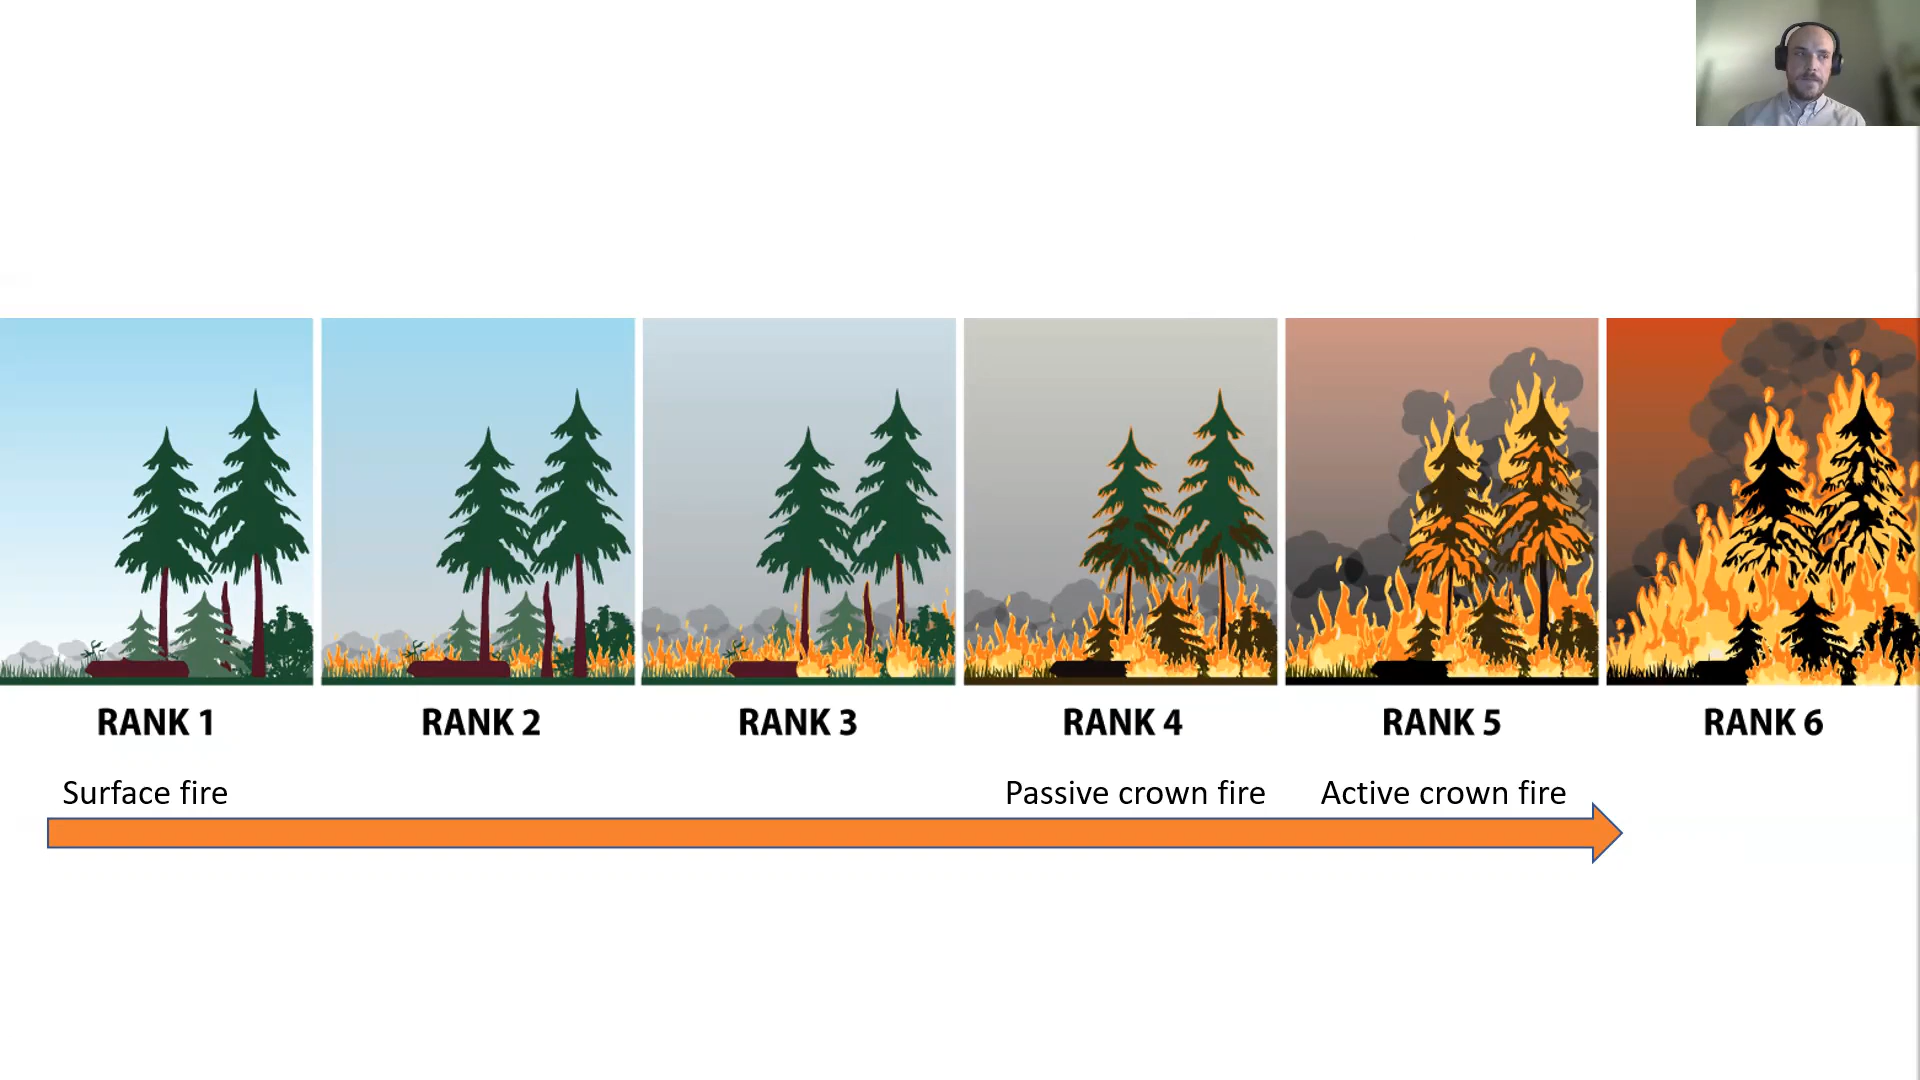 RANK 1
RANK 2
RANK 3
RANK 4
RANK 5
RANK 6
Surface fire
Passive crown fire
Active crown fire